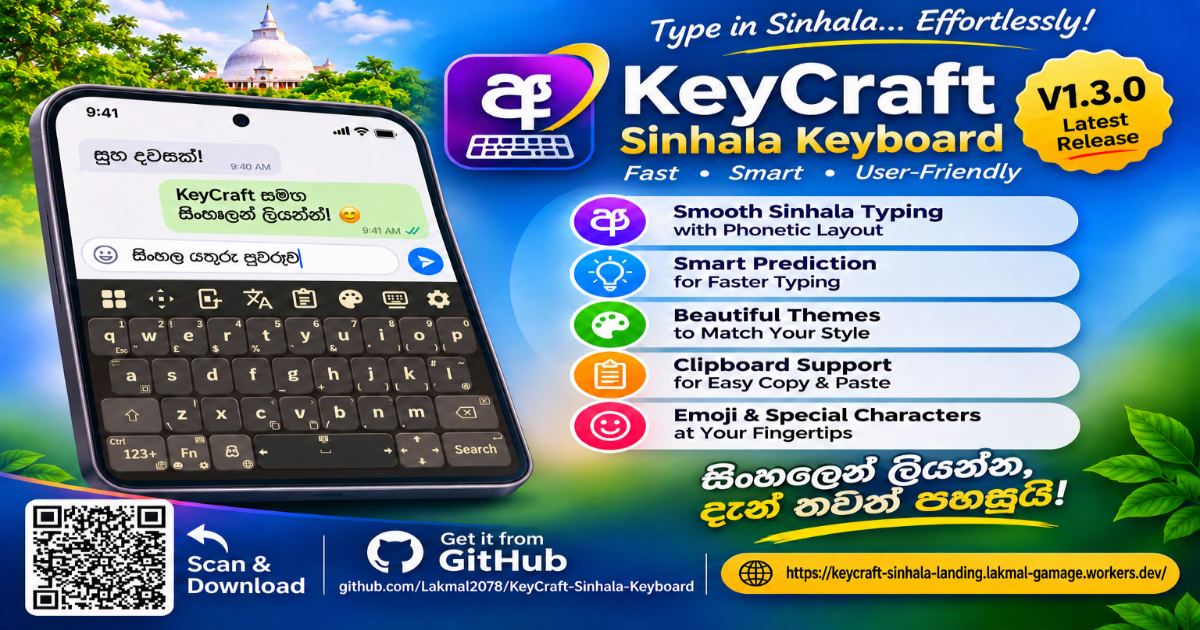 Type in Sinhala... Effortlessly!
අ
KeyCraft
Sinhala Keyboard
Fast • Smart • User-Friendly
V1.3.0
Latest
Release
9:41
සුභ දවසක්!
9:40 AM
KeyCraft සමඟ
සිංහලෙන් ලියන්න! 😊
9:41 AM
සිංහල යතුරු පුවරුව
q w e r t y u i o p
a s d f g h j k l
z x c v b n m
Ctrl
123+ Fn සි Search
අ
Smooth Sinhala Typing
with Phonetic Layout
Smart Prediction
for Faster Typing
Beautiful Themes
to Match Your Style
Clipboard Support
for Easy Copy & Paste
Emoji & Special Characters
at Your Fingertips
සිංහලෙන් ලියන්න,
දැන් තවත් පහසුයි!
Scan &
Download
Get it from
GitHub
github.com/Lakmal2078/KeyCraft-Sinhala-Keyboard
https://keycraft-sinhala-landing.lakmal-gamage.workers.dev/